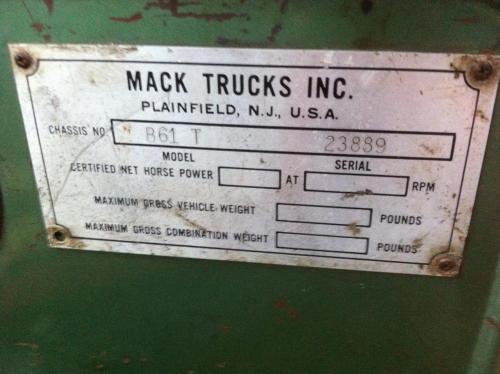 MACK TRUCKS INC.
PLAINFIELD, N.J., U.S.A.
CHASSIS NO. B61 T 23889
MODEL SERIAL
CERTIFIED NET HORSE POWER AT RPM
MAXIMUM GROSS VEHICLE WEIGHT POUNDS
MAXIMUM GROSS COMBINATION WEIGHT POUNDS